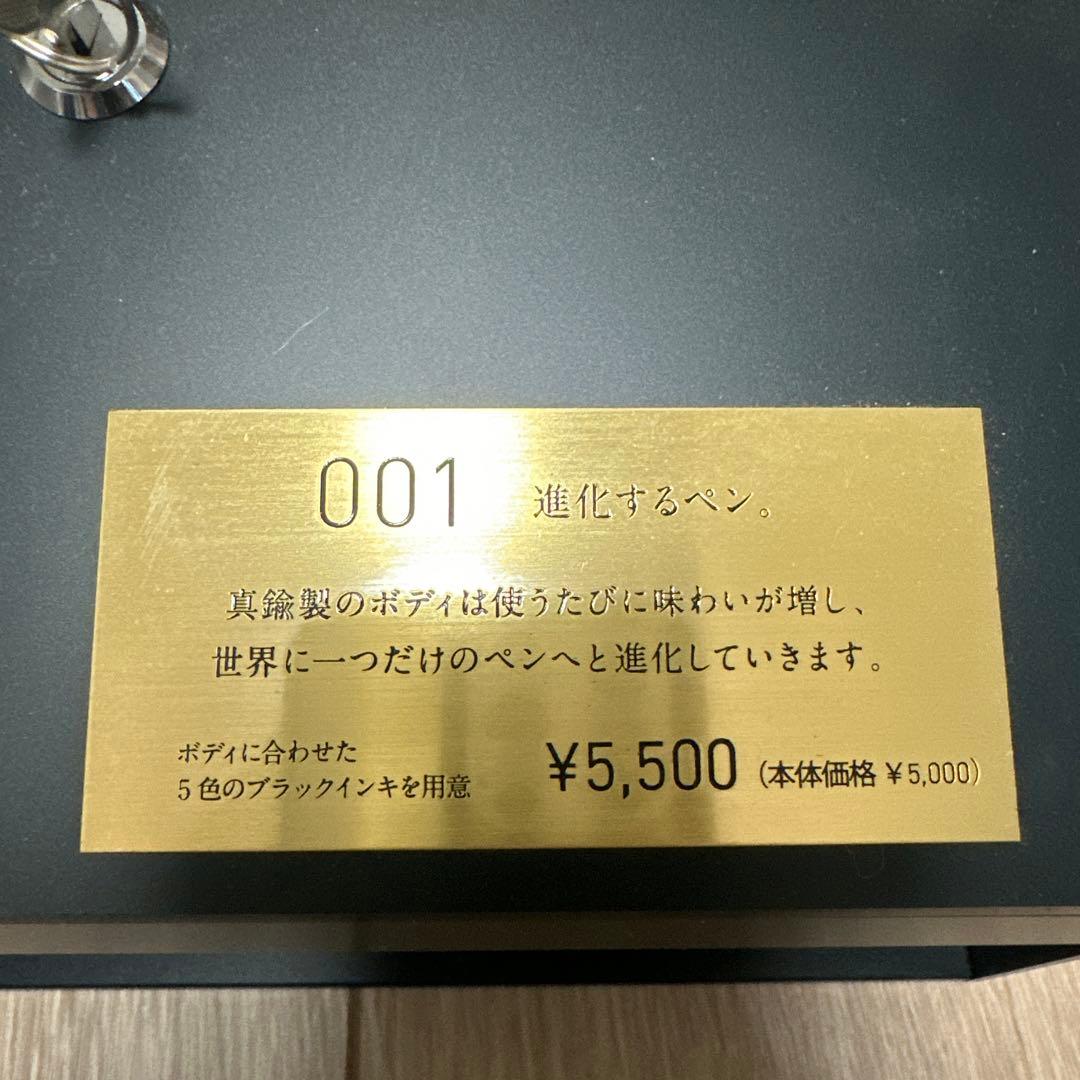 001 進化するペン。
真鍮製のボディは使うたびに味わいが増し、
世界に一つだけのペンへと進化していきます。
ボディに合わせた
5色のブラックインキを用意
¥5,500 (本体価格 ¥5,000)